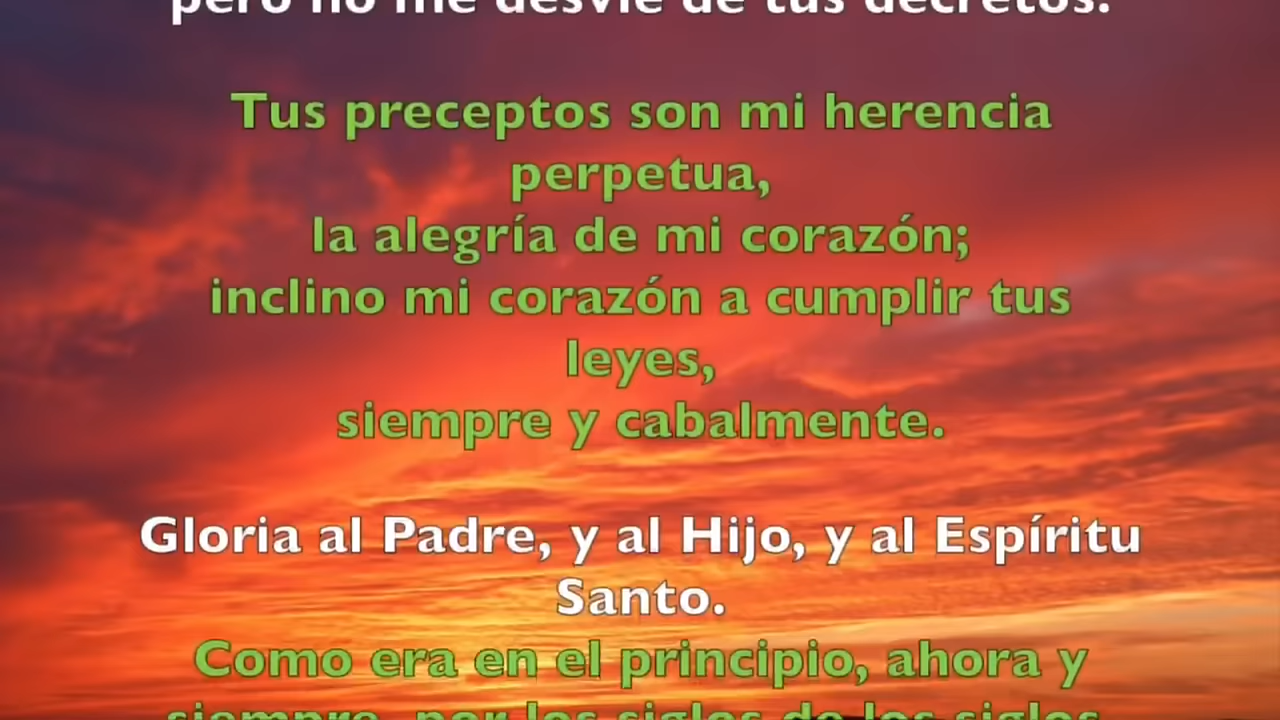 pero no me desvié de tus decretos.
Tus preceptos son mi herencia
perpetua,
la alegría de mi corazón;
inclino mi corazón a cumplir tus
leyes,
siempre y cabalmente.
Gloria al Padre, y al Hijo, y al Espíritu
Santo.
Como era en el principio, ahora y
siempre, por los siglos de los siglos